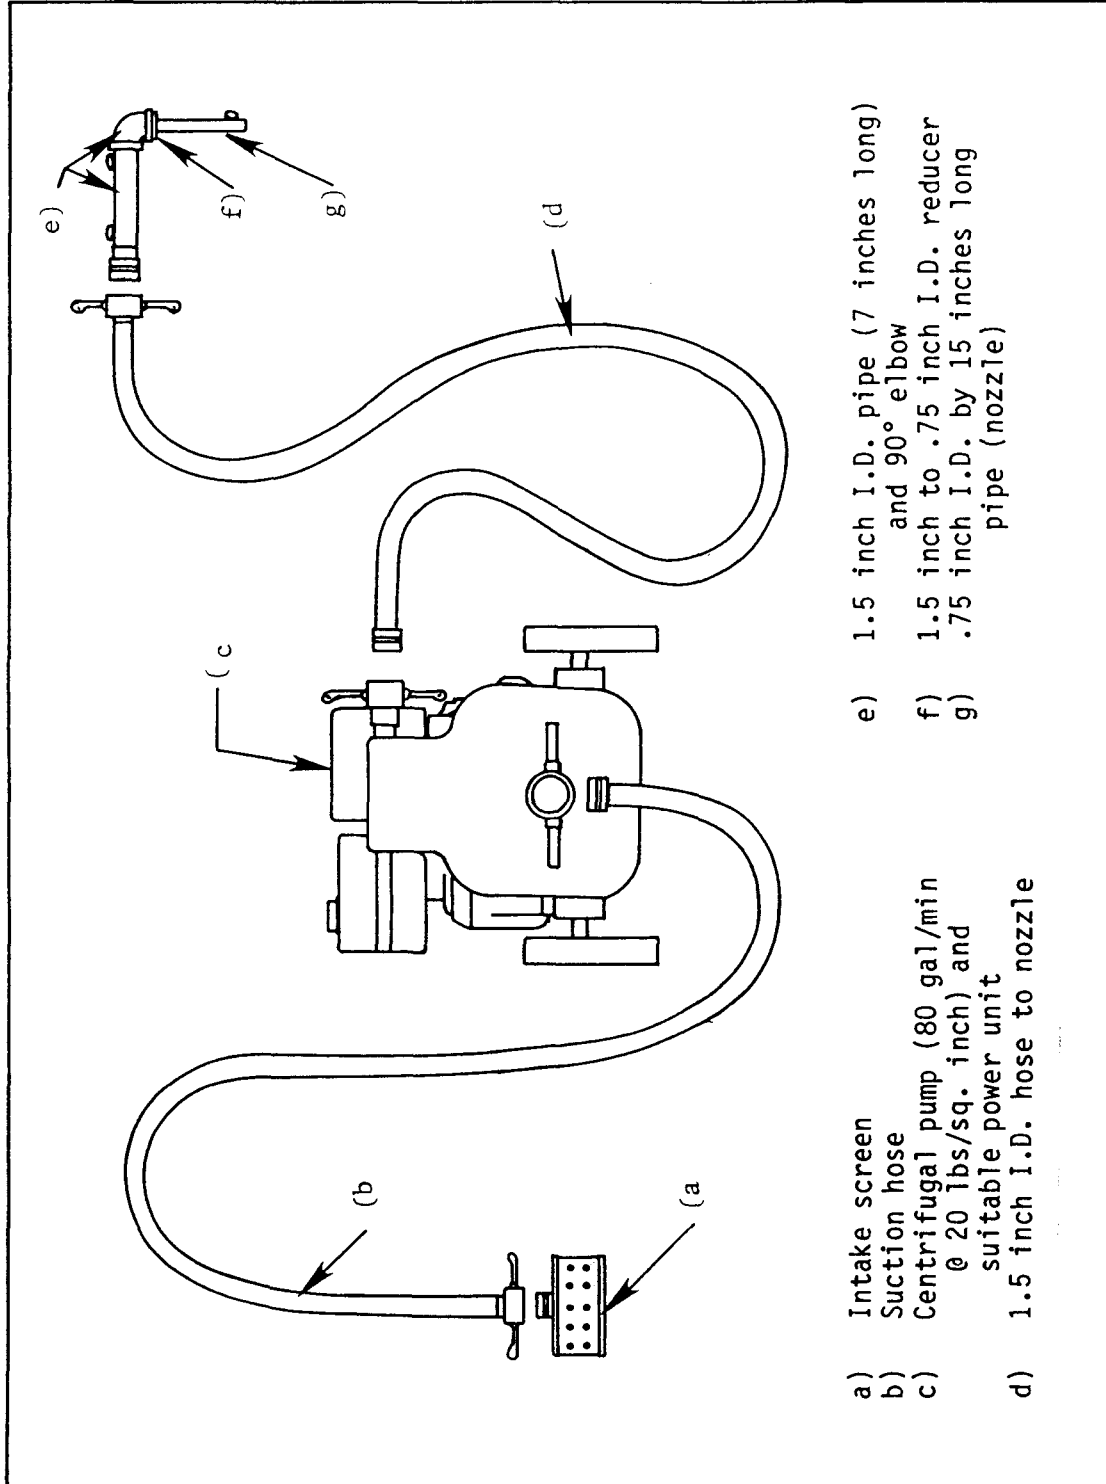 e)
f)
g)
(d
(c
(b
(a
a) Intake screen
b) Suction hose
c) Centrifugal pump (80 gal/min
@ 20 lbs/sq. inch) and
suitable power unit
d) 1.5 inch I.D. hose to nozzle
e) 1.5 inch I.D. pipe (7 inches long)
and 90° elbow
f) 1.5 inch to .75 inch I.D. reducer
g) .75 inch I.D. by 15 inches long
pipe (nozzle)